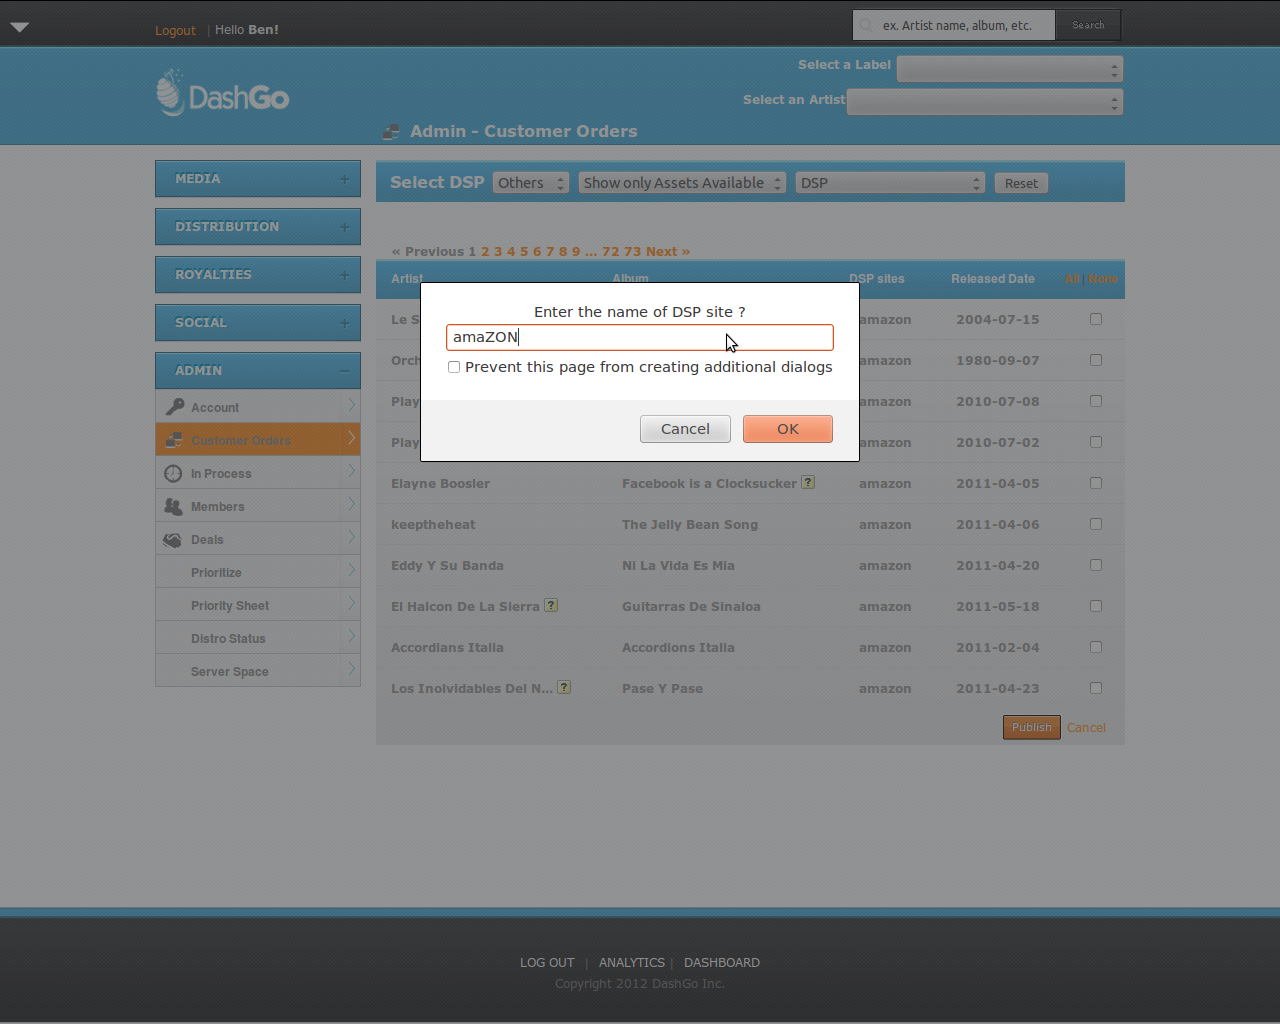 Logout | Hello Ben!
ex. Artist name, album, etc. Search
Select a Label
Select an Artist
DashGo
Admin - Customer Orders
MEDIA +
DISTRIBUTION +
ROYALTIES +
SOCIAL +
ADMIN −
Account
Customer Orders
In Process
Members
Deals
Prioritize
Priority Sheet
Distro Status
Server Space
Select DSP Others Show only Assets Available DSP Reset
« Previous 1 2 3 4 5 6 7 8 9 ... 72 73 Next »
Artist Album DSP sites Released Date All | None
Enter the name of DSP site ?
amaZON
Prevent this page from creating additional dialogs
Cancel OK
Le S amazon 2004-07-15
Orch amazon 1980-09-07
Play amazon 2010-07-08
Play amazon 2010-07-02
Elayne Boosler Facebook is a Clocksucker ? amazon 2011-04-05
keeptheheat The Jelly Bean Song amazon 2011-04-06
Eddy Y Su Banda Ni La Vida Es Mia amazon 2011-04-20
El Halcon De La Sierra ? Guitarras De Sinaloa amazon 2011-05-18
Accordians Italia Accordions Italia amazon 2011-02-04
Los Inolvidables Del N... ? Pase Y Pase amazon 2011-04-23
Publish Cancel
LOG OUT | ANALYTICS | DASHBOARD
Copyright 2012 DashGo Inc.